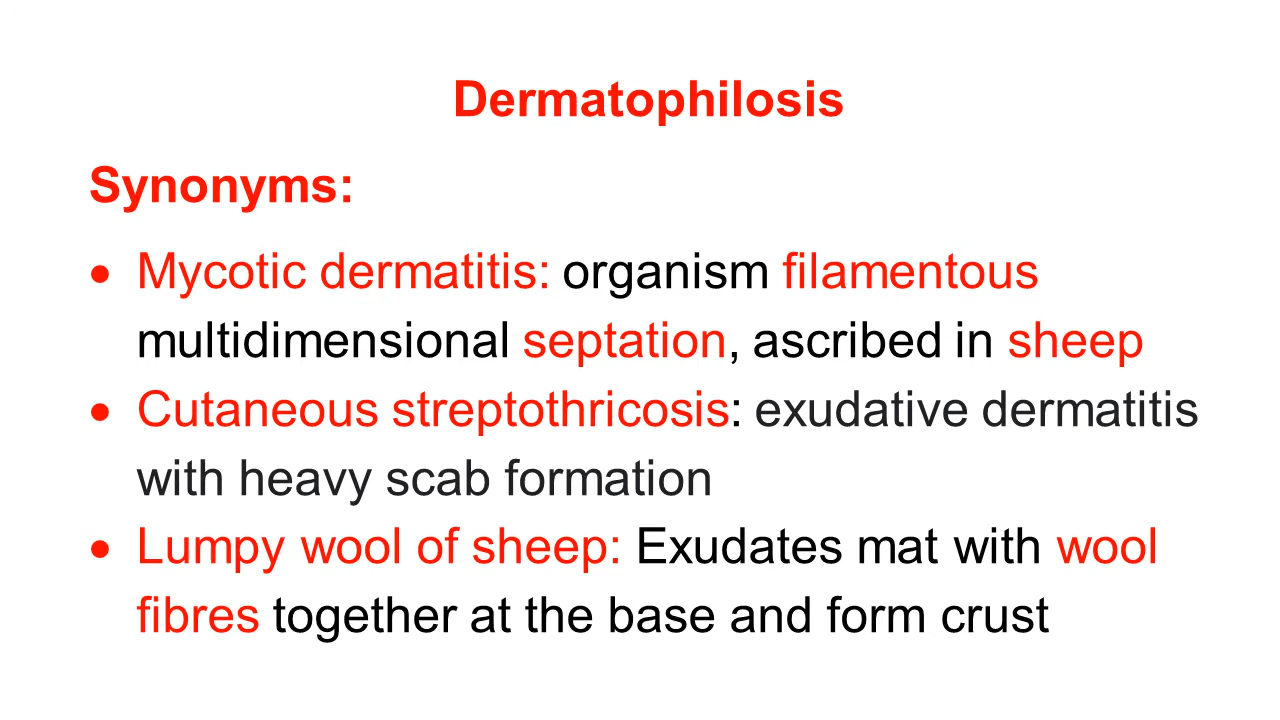 Dermatophilosis
Synonyms:
• Mycotic dermatitis: organism filamentous
multidimensional septation, ascribed in sheep
• Cutaneous streptothricosis: exudative dermatitis
with heavy scab formation
• Lumpy wool of sheep: Exudates mat with wool
fibres together at the base and form crust